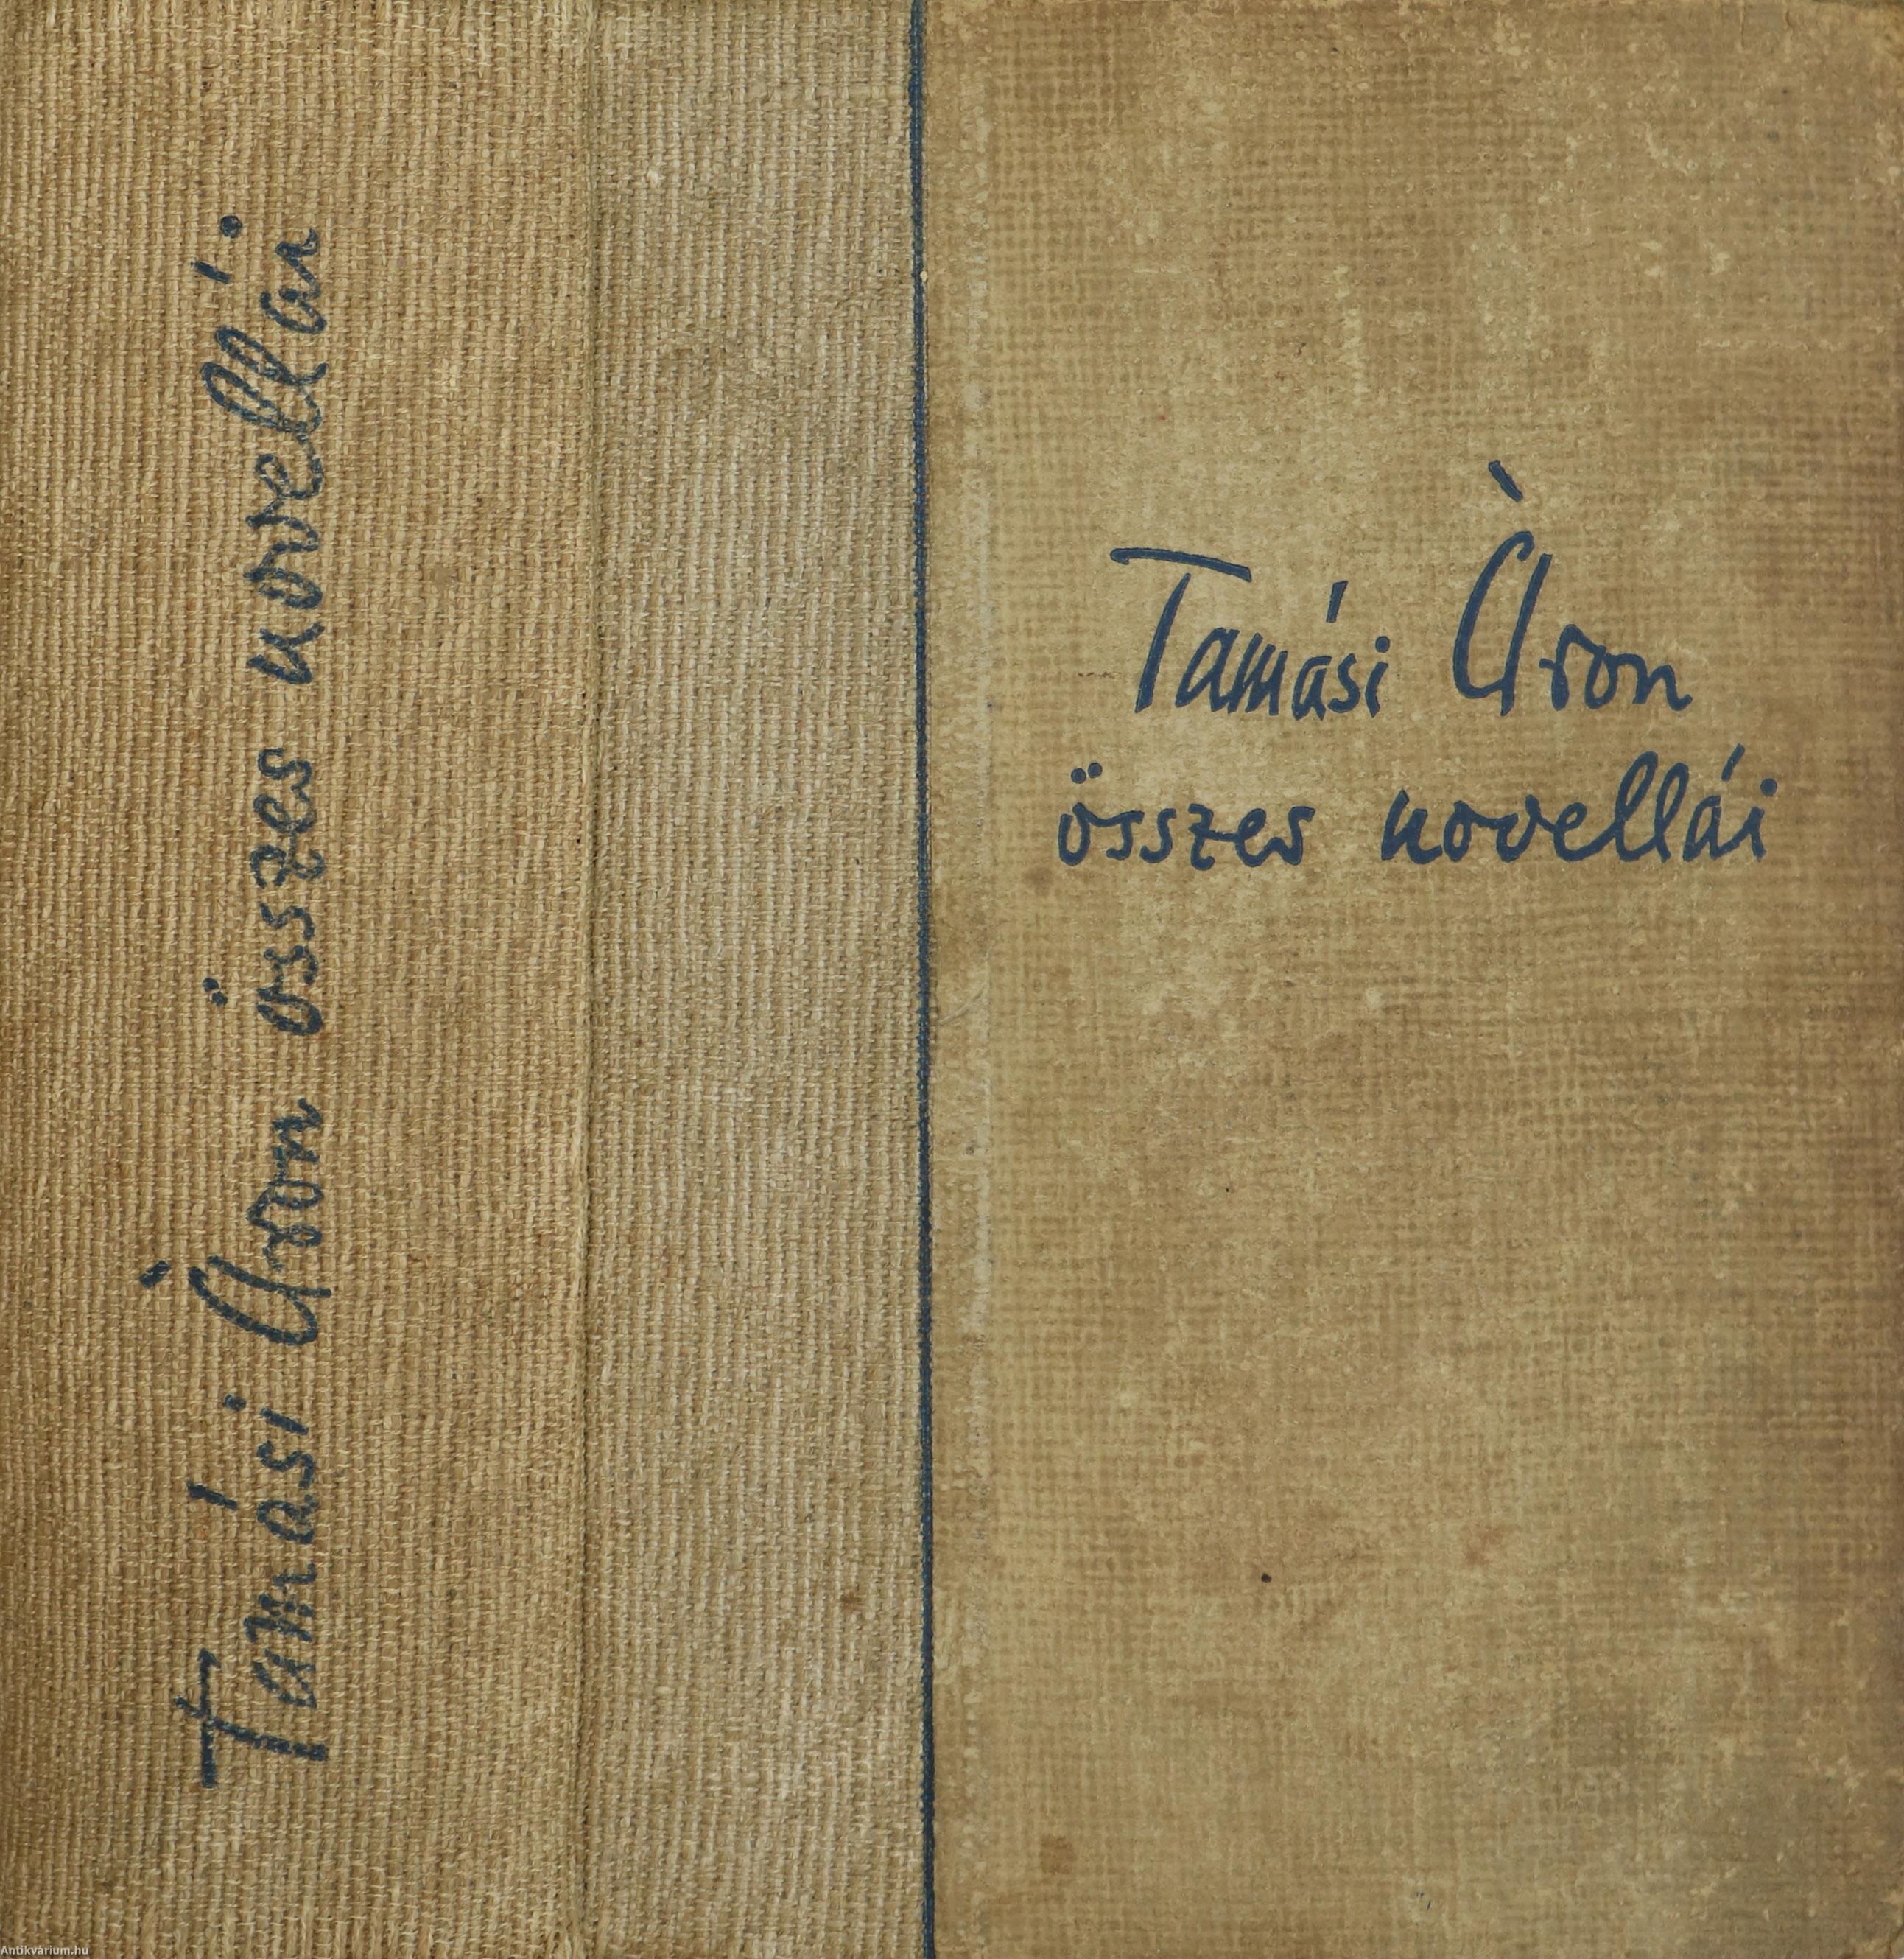 Tamási Áron összes novellái
Tamási Áron
összes novellái
Antikvárium.hu